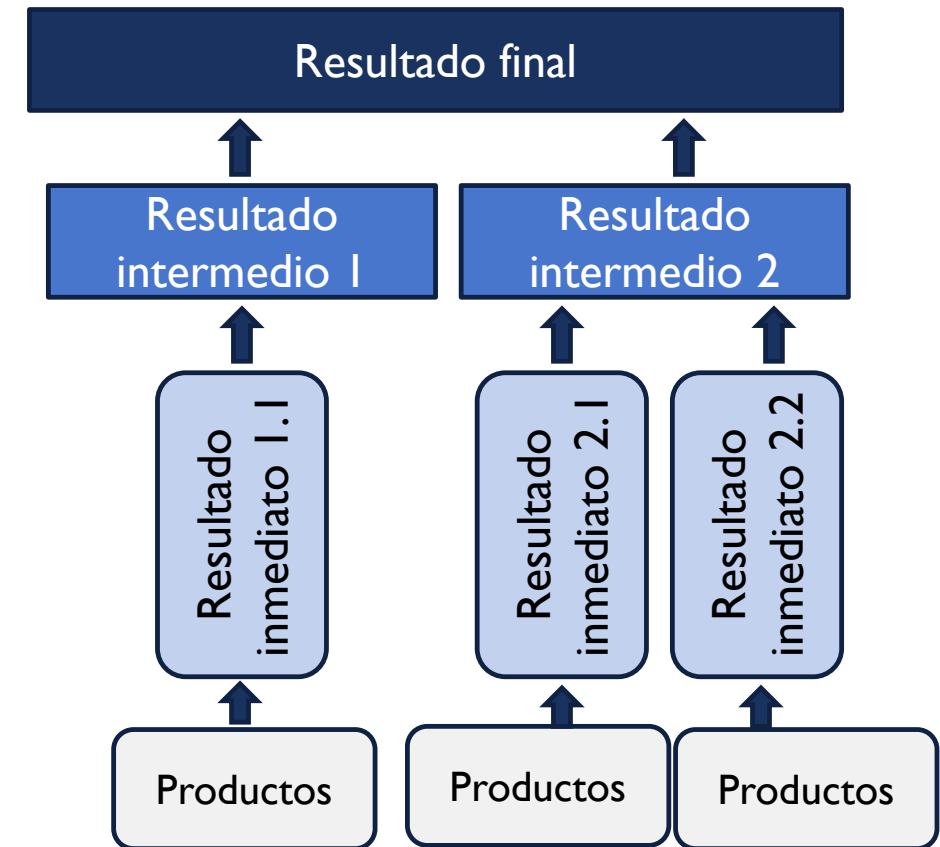 Resultado final
Resultado
intermedio 1
Resultado
intermedio 2
Resultado
inmediato 1.1
Resultado
inmediato 2.1
Resultado
inmediato 2.2
Productos
Productos
Productos